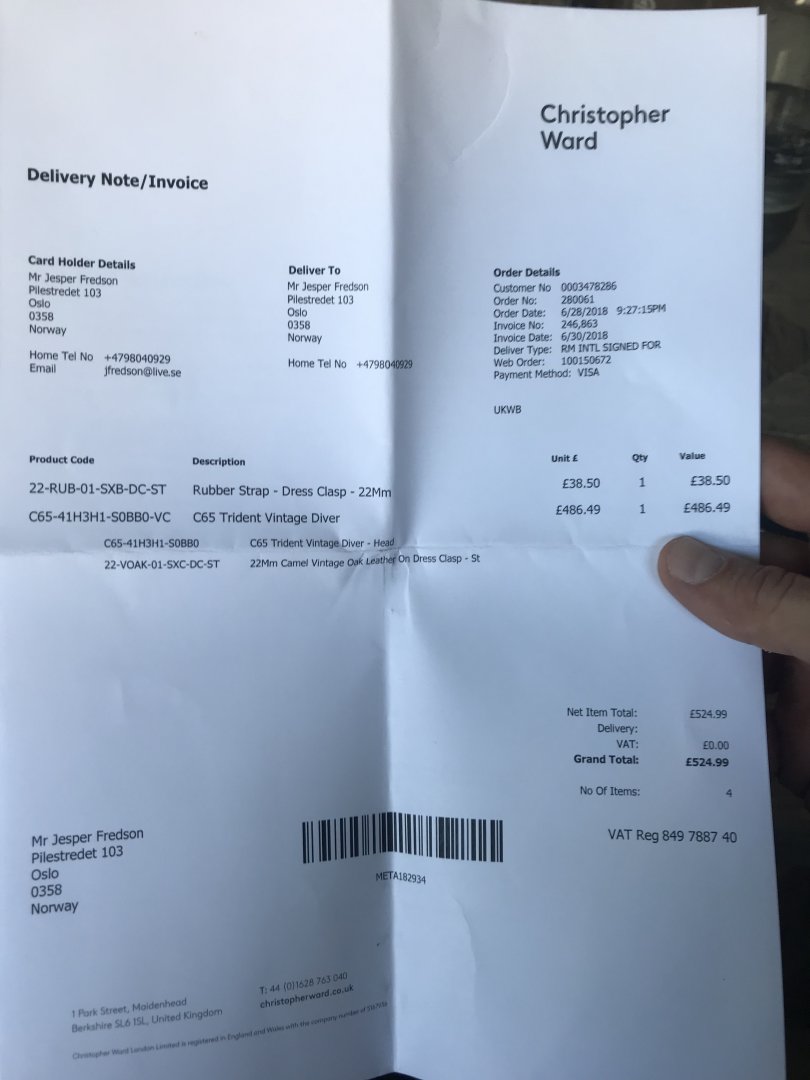 Christopher
Ward
Delivery Note/Invoice
Card Holder Details
Mr Jesper Fredson
Pilestredet 103
Oslo
0358
Norway
Home Tel No +4798040929
Email jfredson@live.se
Deliver To
Mr Jesper Fredson
Pilestredet 103
Oslo
0358
Norway
Home Tel No +4798040929
Order Details
Customer No 0003478286
Order No: 280061
Order Date: 6/28/2018 9:27:15PM
Invoice No: 246,863
Invoice Date: 6/30/2018
Deliver Type: RM INTL SIGNED FOR
Web Order: 100150672
Payment Method: VISA
UKWB
Product Code Description Unit £ Qty Value
22-RUB-01-SXB-DC-ST Rubber Strap - Dress Clasp - 22Mm £38.50 1 £38.50
C65-41H3H1-S0BB0-VC C65 Trident Vintage Diver £486.49 1 £486.49
C65-41H3H1-S0BB0 C65 Trident Vintage Diver - Head
22-VOAK-01-SXC-DC-ST 22Mm Camel Vintage Oak Leather On Dress Clasp - St
Net Item Total: £524.99
Delivery:
VAT: £0.00
Grand Total: £524.99
No Of Items: 4
VAT Reg 849 7887 40
Mr Jesper Fredson
Pilestredet 103
Oslo
0358
Norway
META182934
1 Park Street, Maidenhead
Berkshire SL6 1SL, United Kingdom
T: 44 (0)1628 763 040
christopherward.co.uk
Christopher Ward London Limited is registered in England and Wales with the company number of